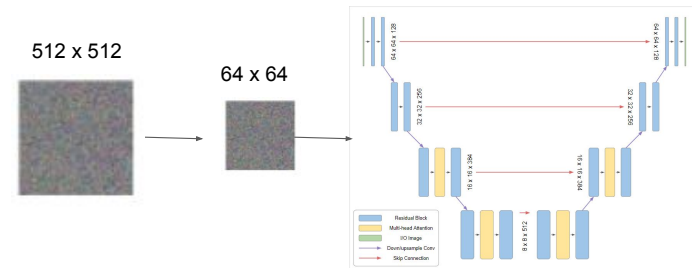 512 x 512
64 x 64
64 x 64 x 128
64 x 64 x 128
32 x 32 x 256
32 x 32 x 256
16 x 16 x 384
16 x 16 x 384
8 x 8 x 512
Residual Block
Multi-head Attention
I/O Image
Down/upsample Conv
Skip Connection